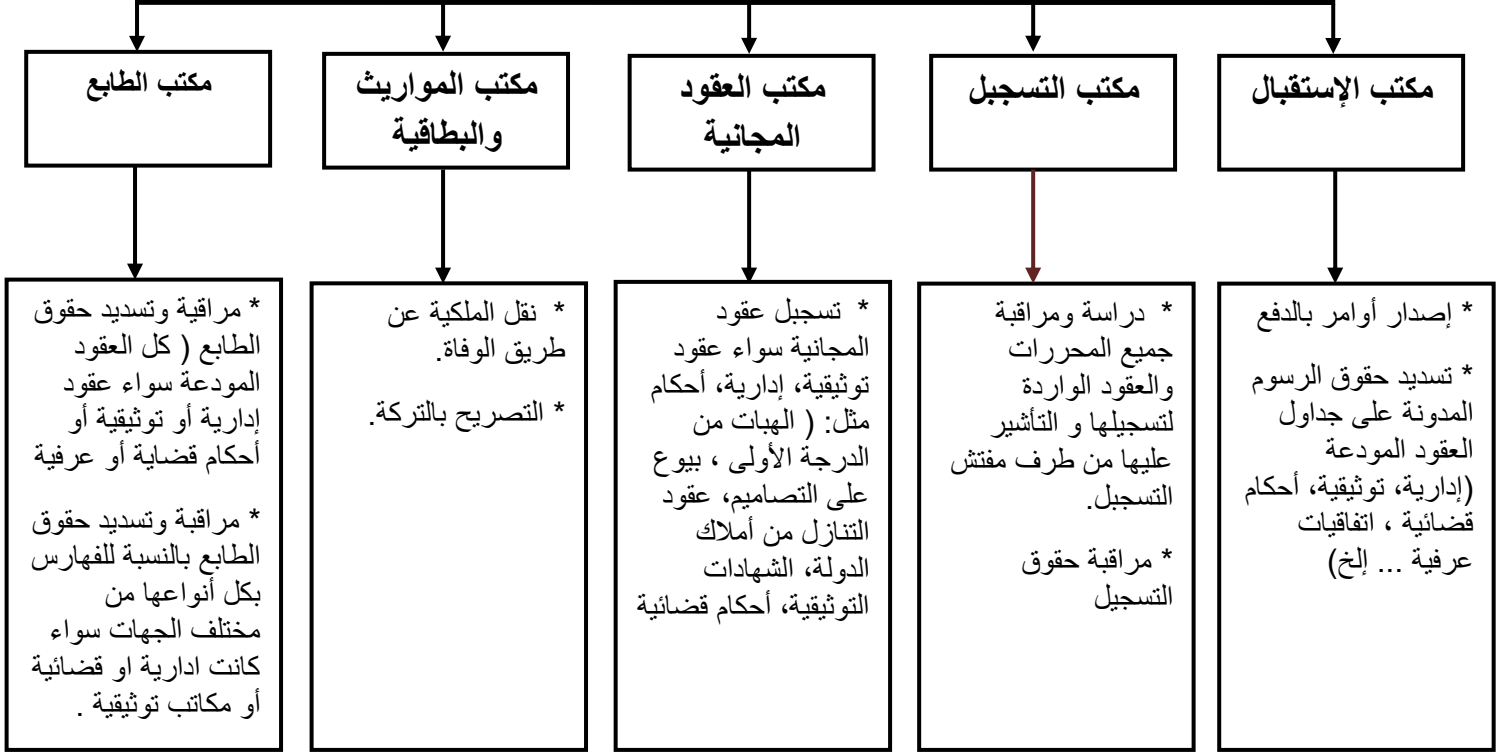 مكتب الإستقبال
مكتب التسجبل
مكتب العقود
المجانية
مكتب المواريث
والبطاقية
مكتب الطابع
* إصدار أوامر بالدفع
* تسديد حقوق الرسوم
المدونة على جداول
العقود المودعة
(إدارية، توثيقية، أحكام
قضائية ، اتفاقيات
عرفية ... إلخ)
* دراسة ومراقبة
جميع المحررات
والعقود الواردة
لتسجيلها و التأشير
عليها من طرف مفتش
التسجبل.
* مراقبة حقوق
التسجيل
* تسجبل عقود
المجانية سواء عقود
توثيقية، إدارية، أحكام
مثل: ( الهبات من
الدرجة الأولى ، بيوع
على التصاميم، عقود
التنازل من أملاك
الدولة، الشهادات
التوثيقية، أحكام قضائية
* نقل الملكية عن
طريق الوفاة.
* التصريح بالتركة.
* مراقية وتسديد حقوق
الطابع ( كل العقود
المودعة سواء عقود
إدارية أو توثيقية أو
أحكام قضاية أو عرفية
* مراقبة وتسديد حقوق
الطابع بالنسبة للفهارس
بكل أنواعها من
مختلف الجهات سواء
كانت ادارية او قضائية
أو مكاتب توثيقية .